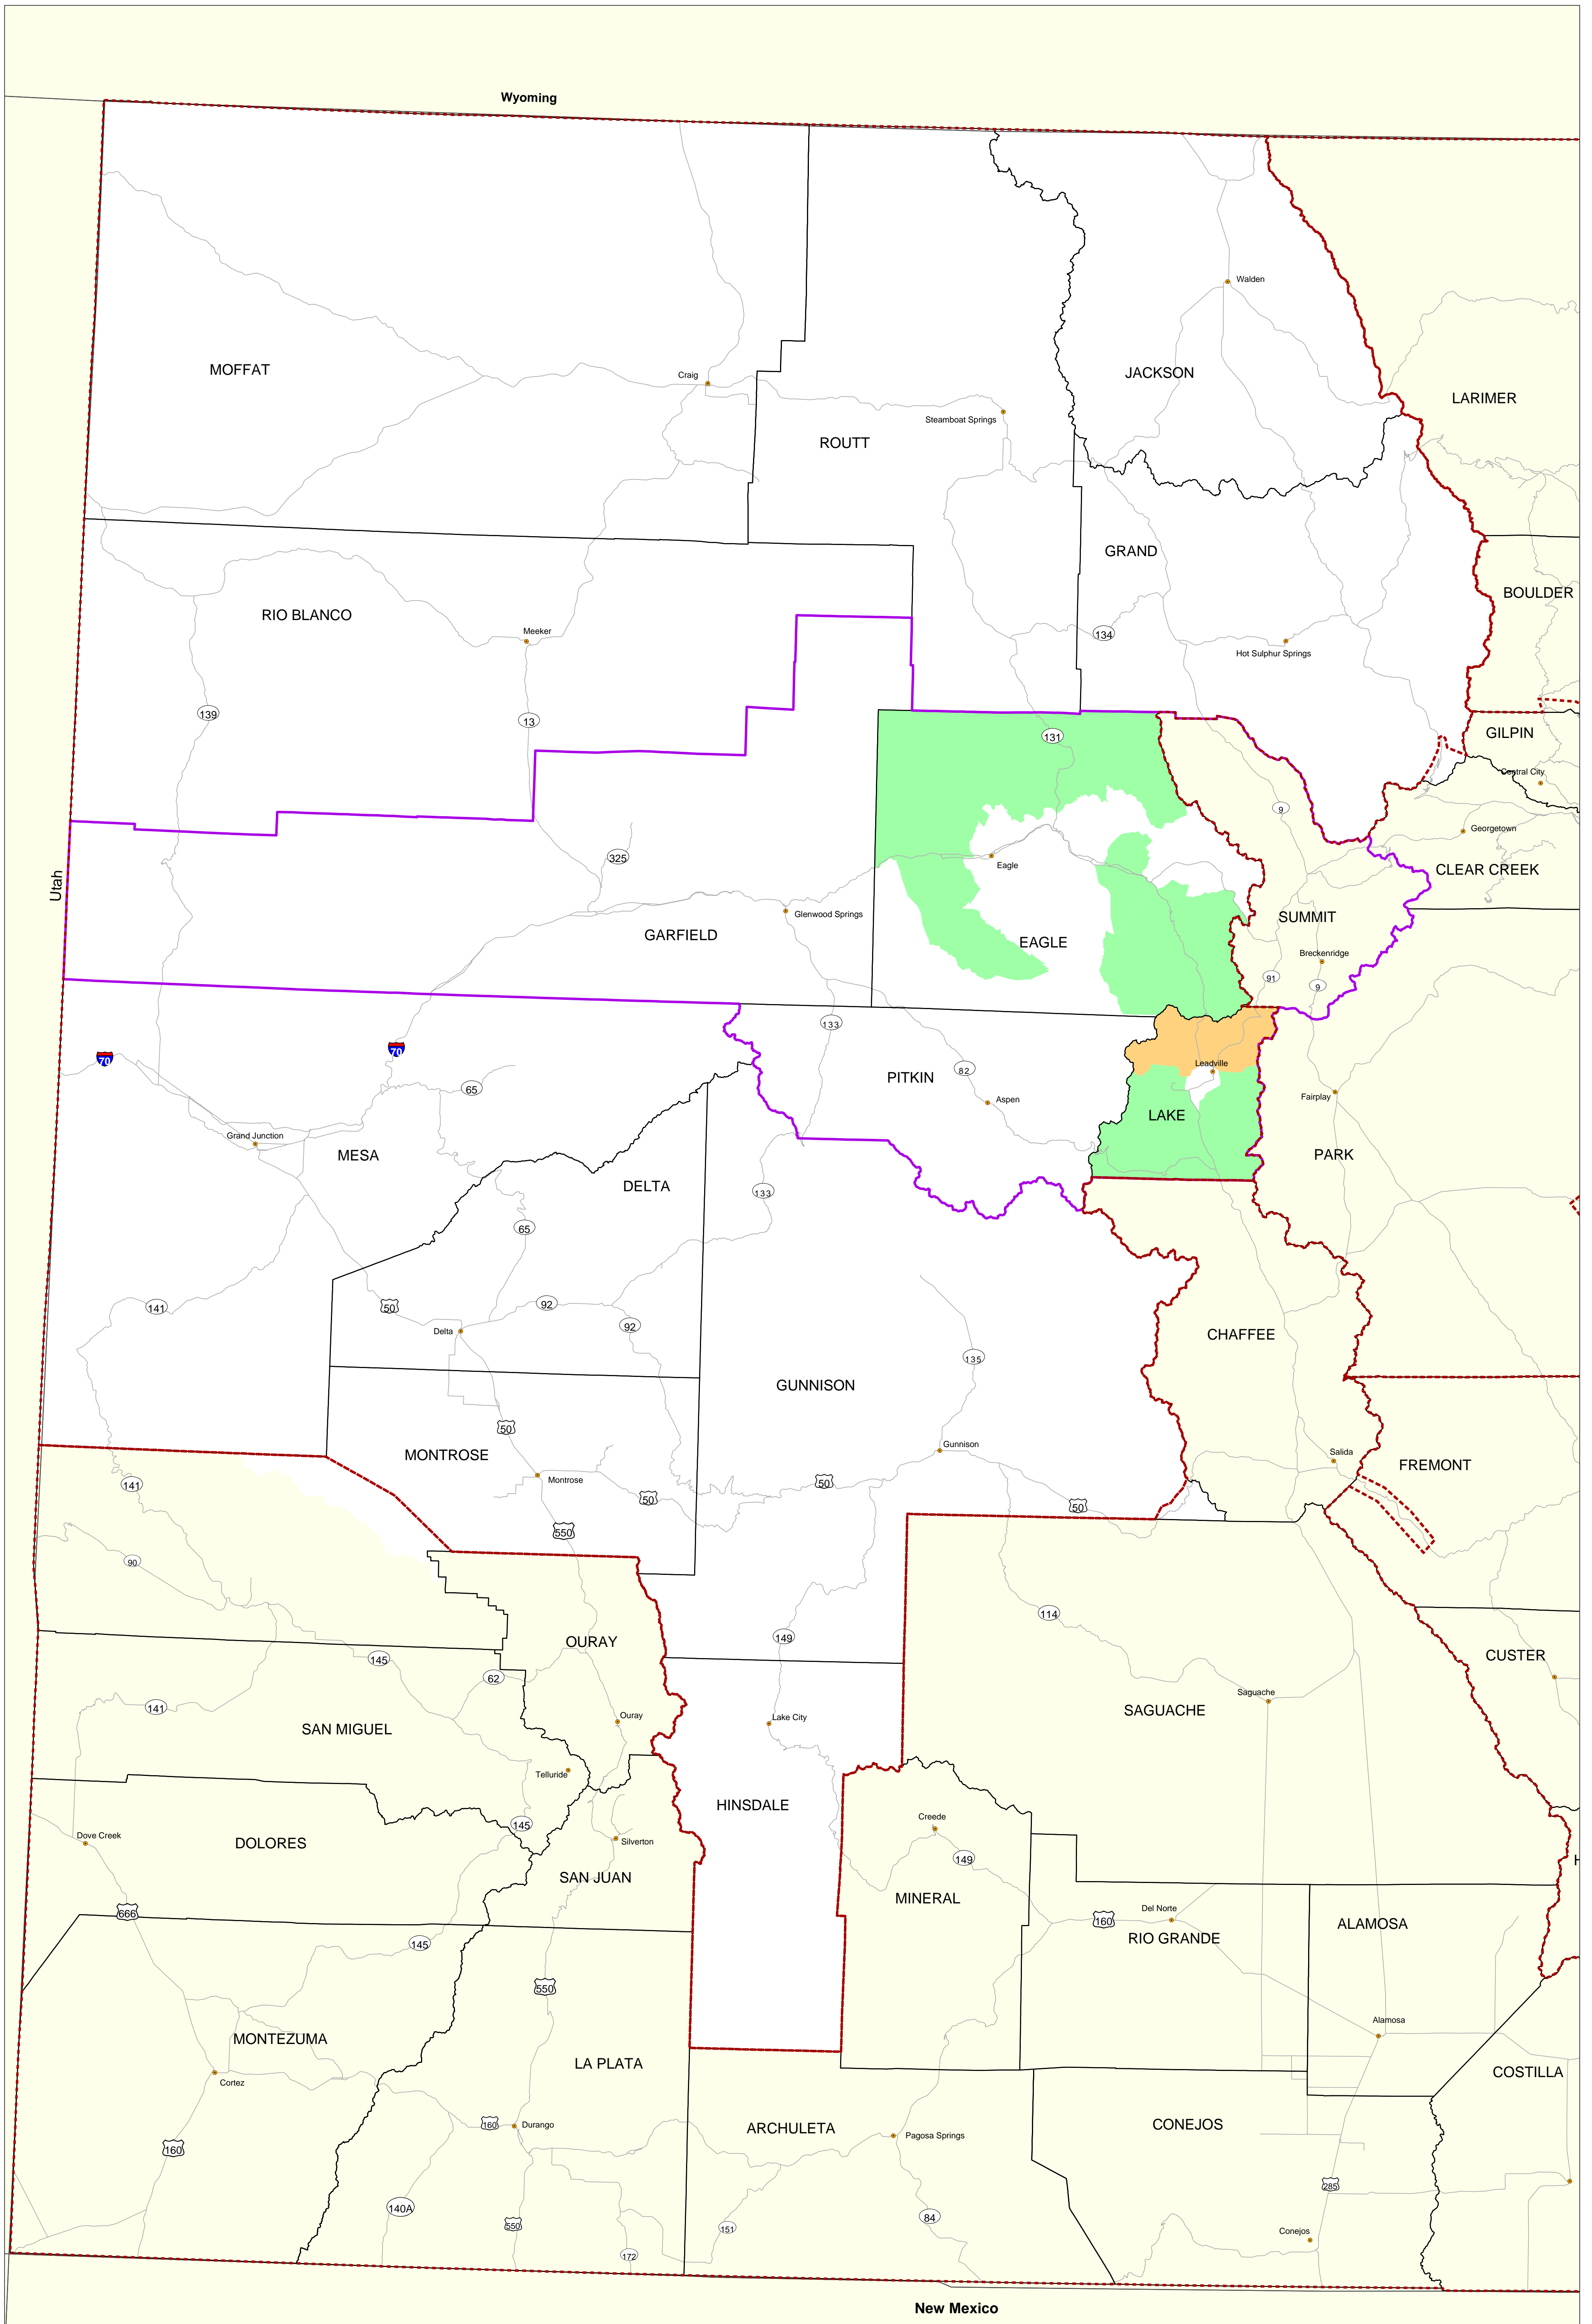 Wyoming
Walden
MOFFAT
JACKSON
Craig
LARIMER
Steamboat Springs
ROUTT
GRAND
BOULDER
RIO BLANCO
Meeker
134
Hot Sulphur Springs
139
13
131
GILPIN
Central City
9
Georgetown
325
Eagle
CLEAR CREEK
Utah
Glenwood Springs
SUMMIT
GARFIELD
EAGLE
Breckenridge
91
9
133
70
70
Leadville
82
PITKIN
65
Aspen
Fairplay
LAKE
Grand Junction
MESA
PARK
DELTA
133
65
141
50
92
92
Delta
CHAFFEE
135
GUNNISON
50
Gunnison
MONTROSE
Salida
FREMONT
Montrose
141
50
50
50
550
90
114
149
OURAY
145
62
CUSTER
Saguache
141
SAGUACHE
Ouray
Lake City
SAN MIGUEL
Telluride
HINSDALE
Creede
145
Dove Creek
DOLORES
Silverton
149
H
SAN JUAN
MINERAL
Del Norte
666
160
ALAMOSA
RIO GRANDE
145
550
Alamosa
MONTEZUMA
LA PLATA
COSTILLA
Cortez
160
Durango
ARCHULETA
CONEJOS
Pagosa Springs
160
285
140A
84
550
151
Conejos
172
New Mexico